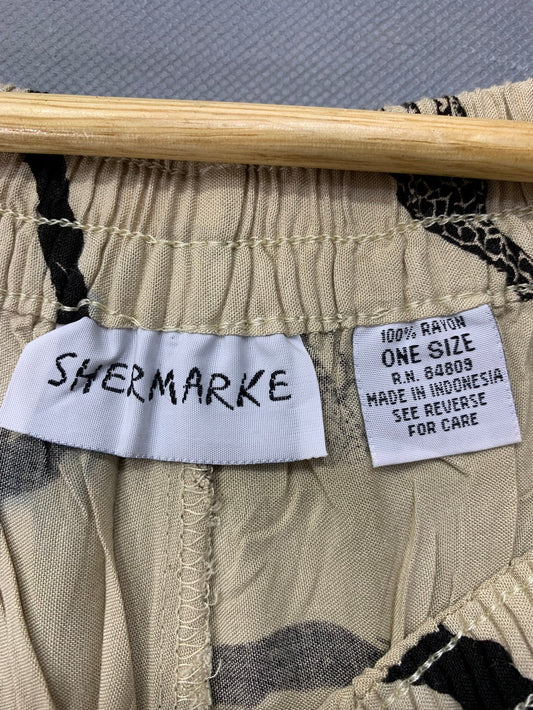 SHERMARKE
100% RAYON
ONE SIZE
R.N. 84809
MADE IN INDONESIA
SEE REVERSE
FOR CARE